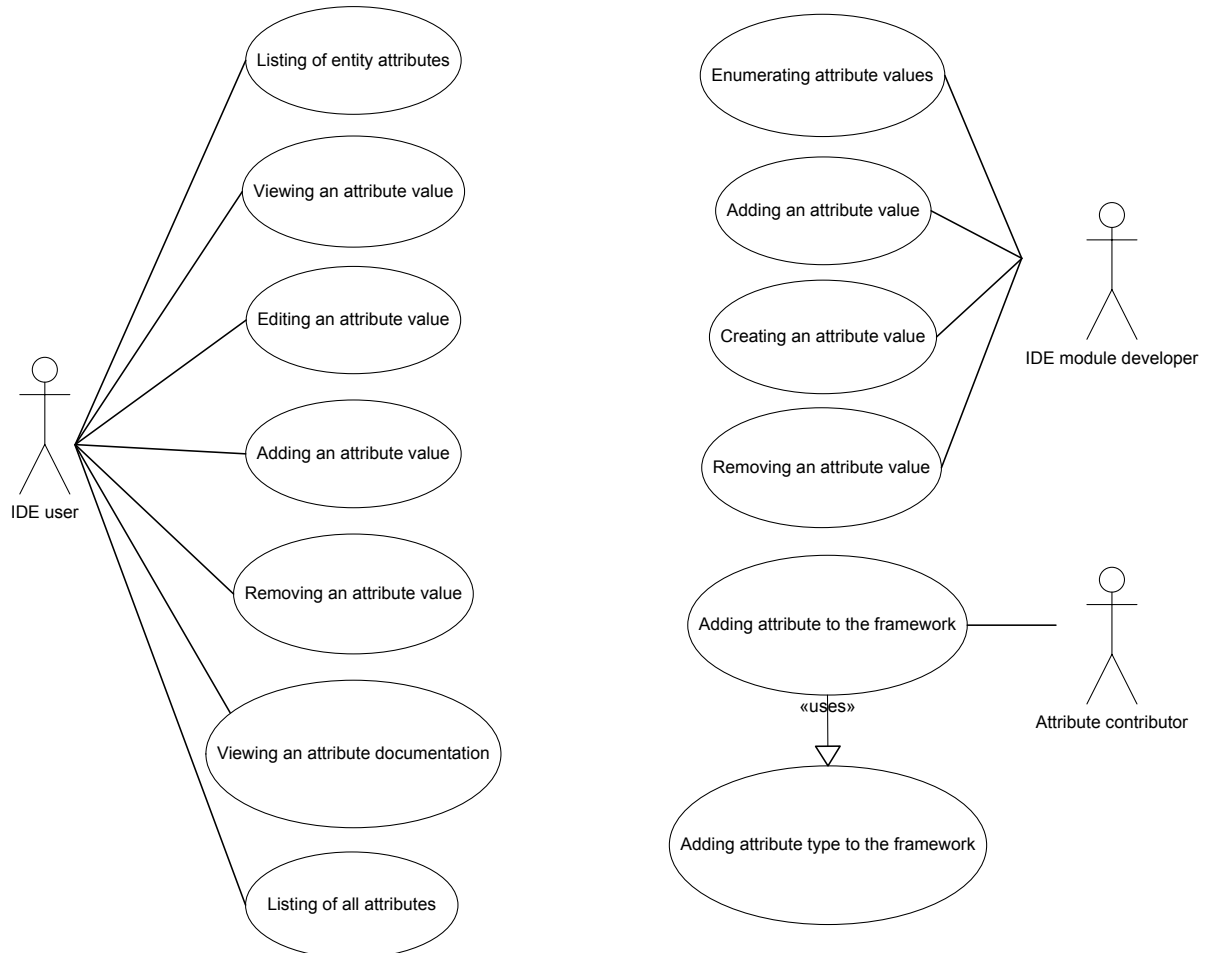 Listing of entity attributes
Viewing an attribute value
Editing an attribute value
IDE user
Adding an attribute value
Removing an attribute value
Viewing an attribute documentation
Listing of all attributes
Enumerating attribute values
Adding an attribute value
Creating an attribute value
IDE module developer
Removing an attribute value
Adding attribute to the framework
«uses»
Attribute contributor
Adding attribute type to the framework